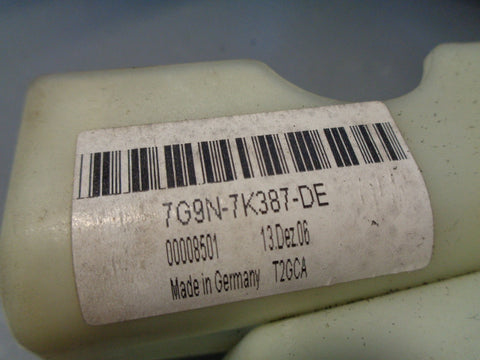 7G9N-7K387-DE
00008501 13.Dez.06
Made in Germany T2GCA